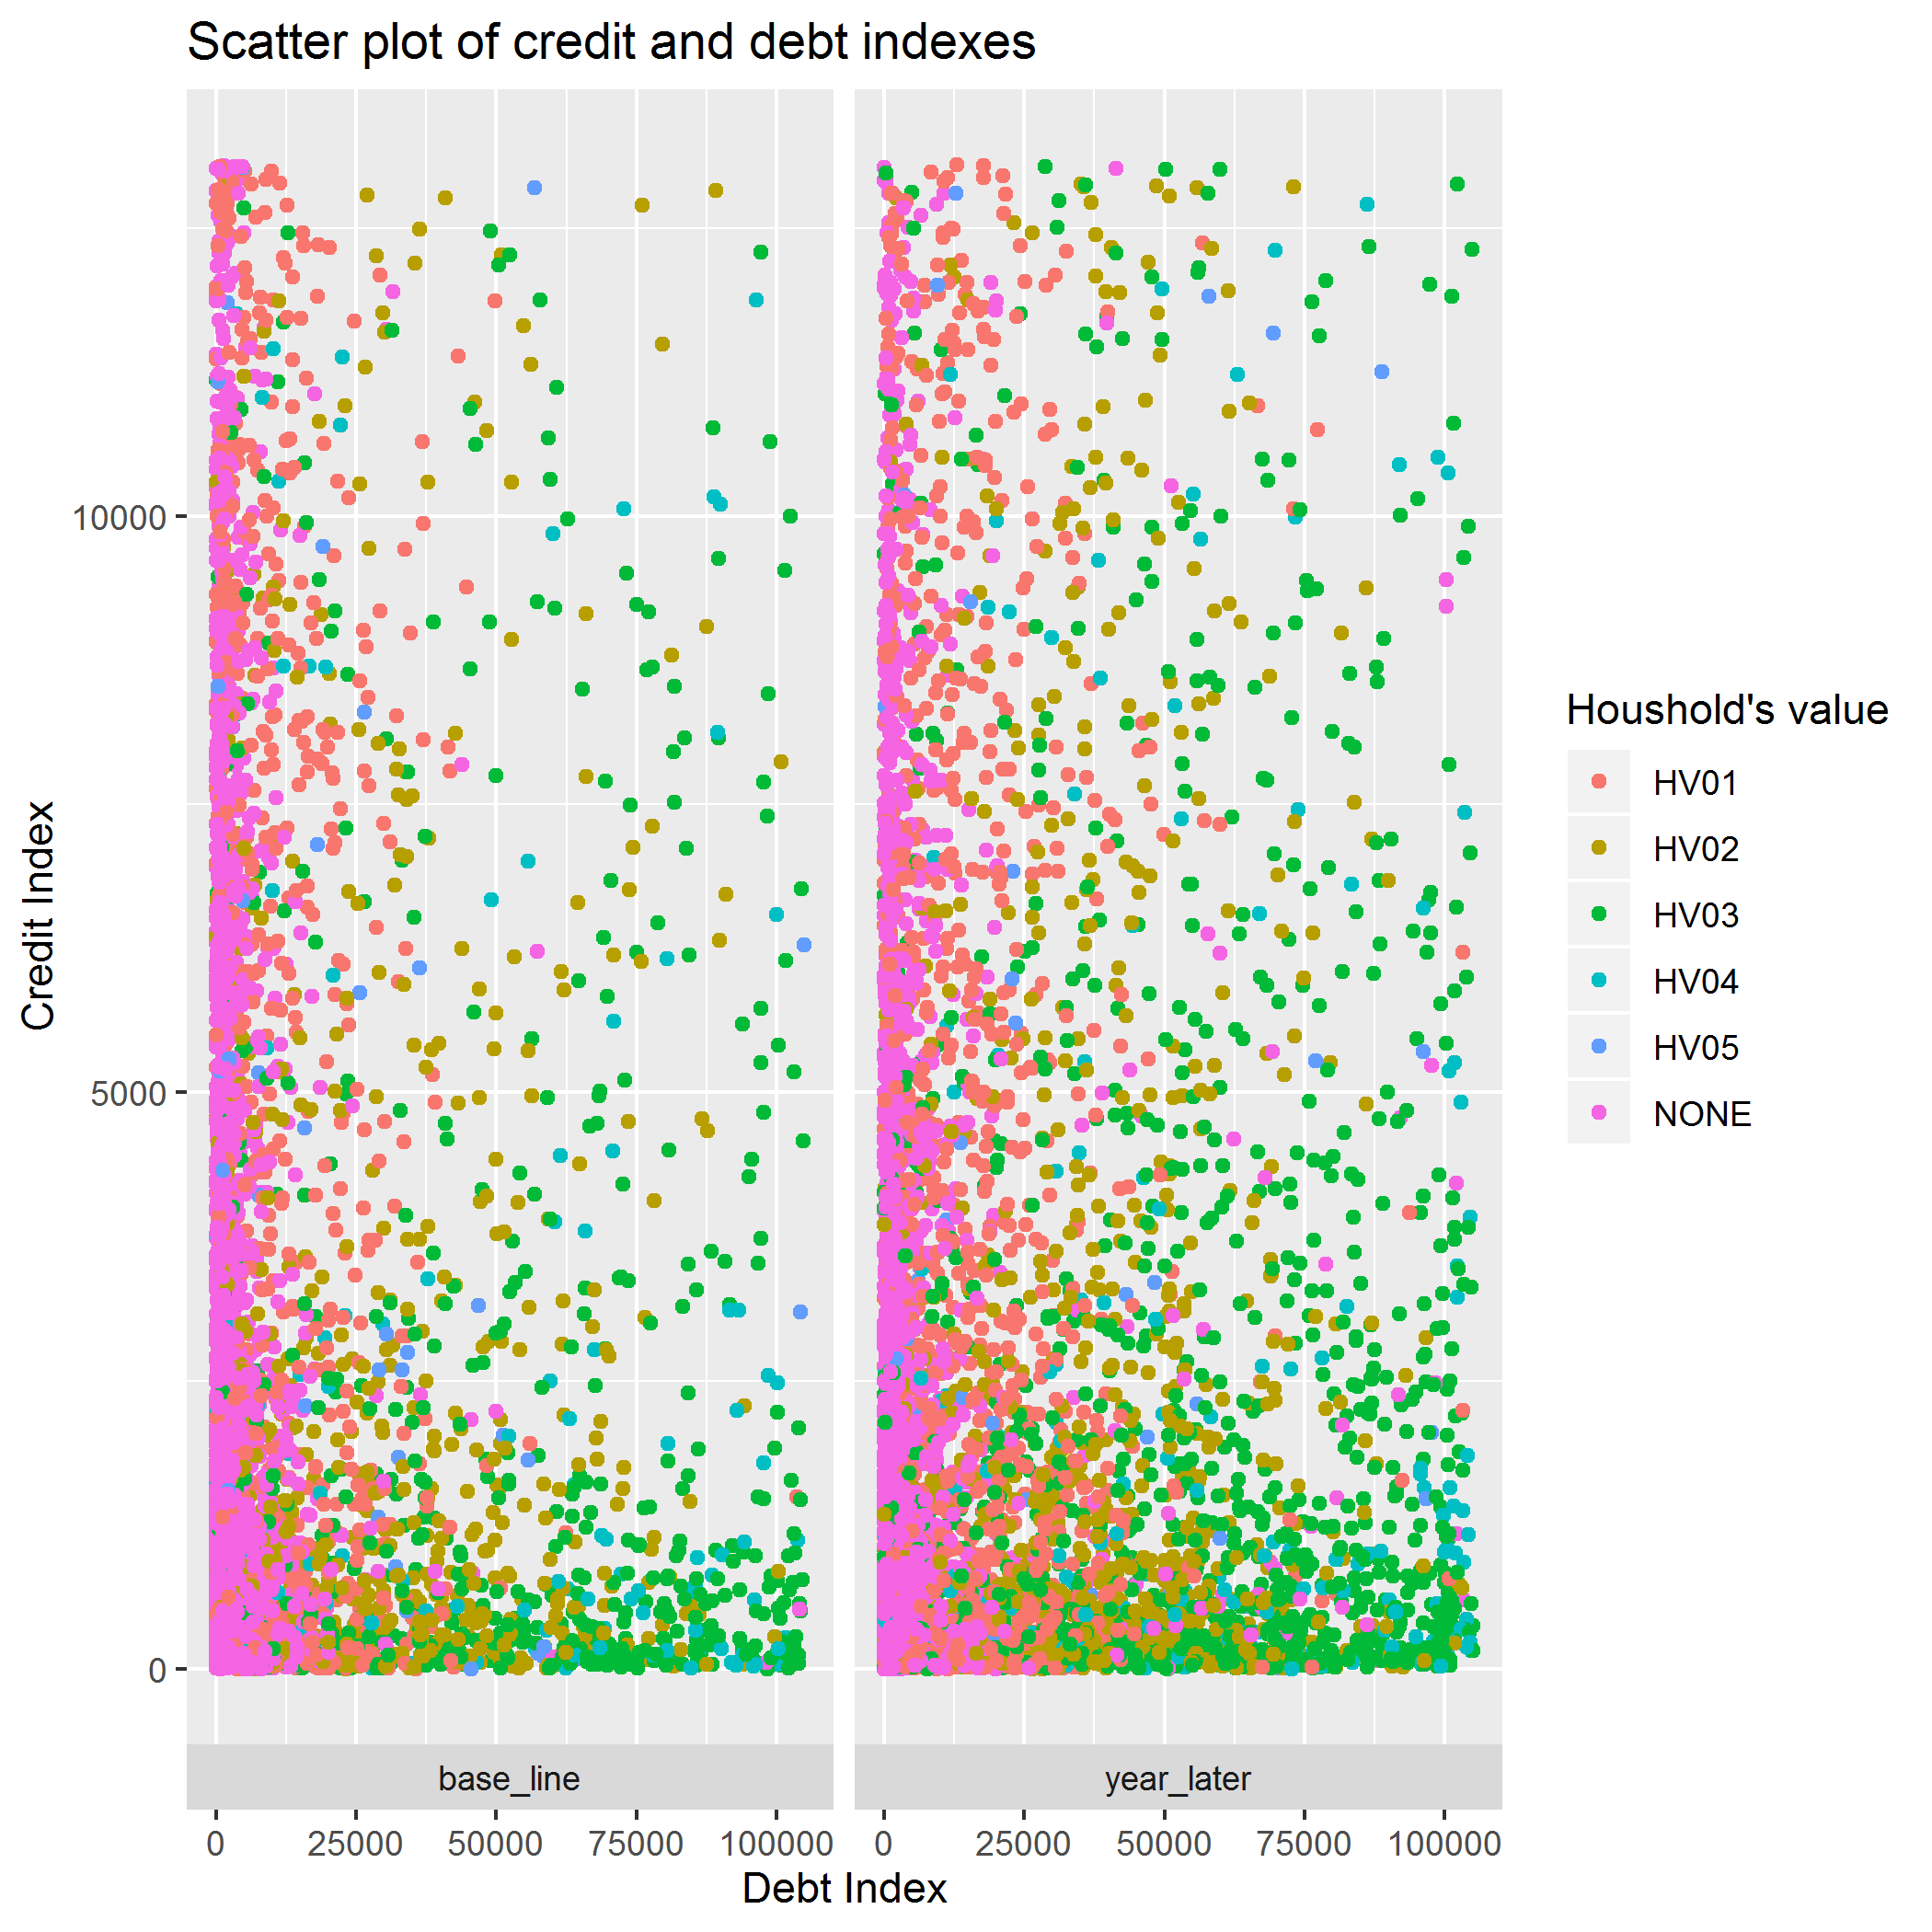 Scatter plot of credit and debt indexes
Credit Index
10000
5000
0
base_line
year_later
0 25000 50000 75000 100000
0 25000 50000 75000 100000
Debt Index
Houshold's value
HV01
HV02
HV03
HV04
HV05
NONE